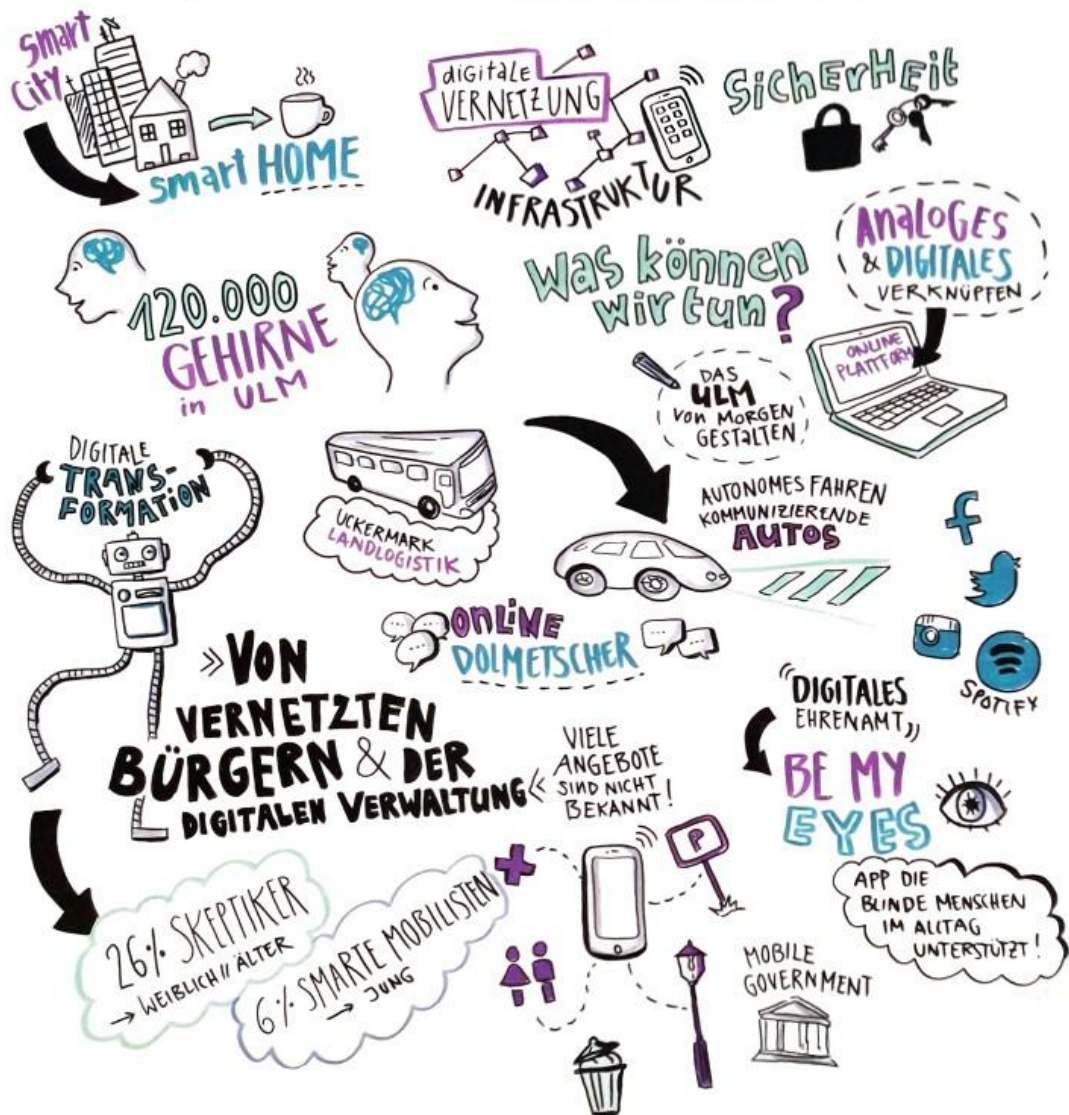 smart
City
smart HOME
digitale
VERNETZUNG
INFRASTRUKTUR
SICHERHEIT
120.000
GEHIRNE
in ULM
Was können
wir tun?
ANALOGES
& DIGITALES
VERKNÜPFEN
ONLINE
PLATTFORM
DAS
ULM
VON MORGEN
GESTALTEN
DIGITALE
TRANS-
FORMATION
UCKERMARK
LANDLOGISTIK
AUTONOMES FAHREN
KOMMUNIZIERENDE
AUTOS
f
ONLINE
DOLMETSCHER
SPOTIFY
»VON
VERNETZTEN
BÜRGERN & DER
DIGITALEN VERWALTUNG«
VIELE
ANGEBOTE
SIND NICHT
BEKANNT!
"DIGITALES
EHRENAMT"
BE MY
EYES
APP DIE
BLINDE MENSCHEN
IM ALLTAG
UNTERSTÜTZT!
26% SKEPTIKER
→ WEIBLICH // ÄLTER
6% SMARTE MOBILISTEN
→ JUNG
P
MOBILE
GOVERNMENT